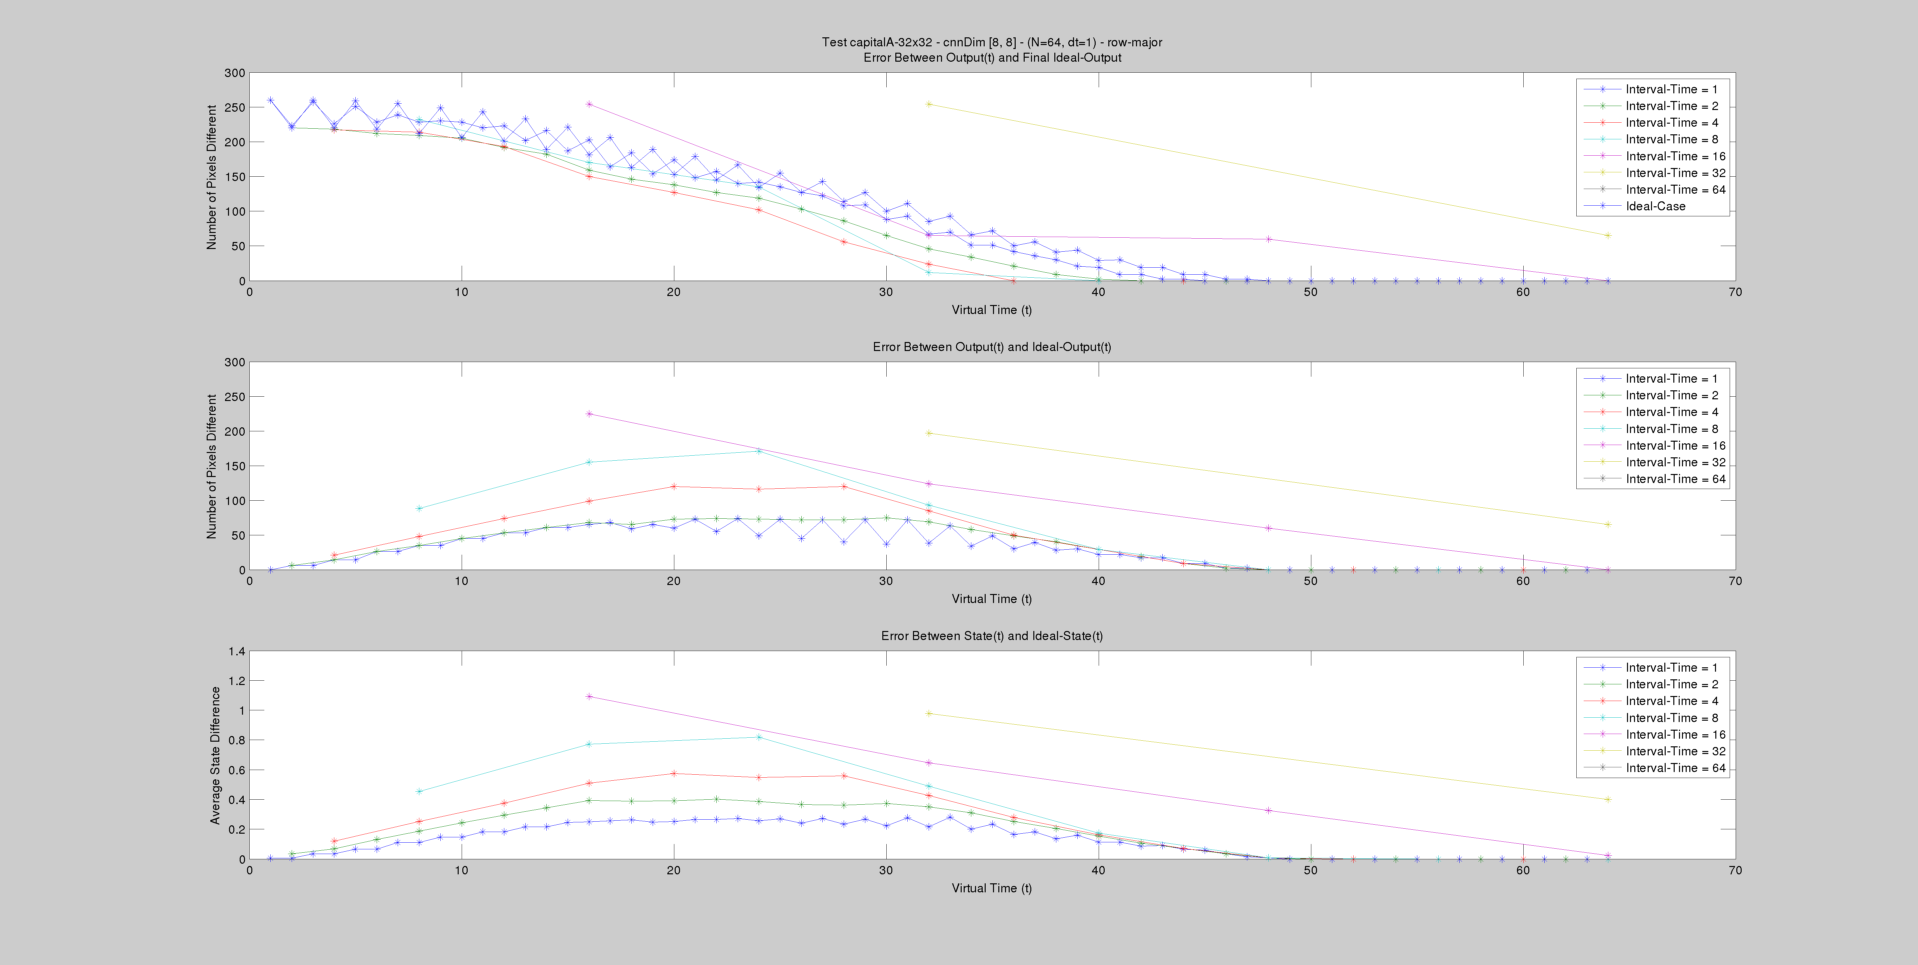 Test capitalA-32x32 - cnnDim [8, 8] - (N=64, dt=1) - row-major
Error Between Output(t) and Final Ideal-Output
Number of Pixels Different
300
250
200
150
100
50
0
0 10 20 30 40 50 60 70
Virtual Time (t)
Interval-Time = 1
Interval-Time = 2
Interval-Time = 4
Interval-Time = 8
Interval-Time = 16
Interval-Time = 32
Interval-Time = 64
Ideal-Case
Error Between Output(t) and Ideal-Output(t)
Number of Pixels Different
300
250
200
150
100
50
0
0 10 20 30 40 50 60 70
Virtual Time (t)
Interval-Time = 1
Interval-Time = 2
Interval-Time = 4
Interval-Time = 8
Interval-Time = 16
Interval-Time = 32
Interval-Time = 64
Error Between State(t) and Ideal-State(t)
Average State Difference
1.4
1.2
1
0.8
0.6
0.4
0.2
0
0 10 20 30 40 50 60 70
Virtual Time (t)
Interval-Time = 1
Interval-Time = 2
Interval-Time = 4
Interval-Time = 8
Interval-Time = 16
Interval-Time = 32
Interval-Time = 64